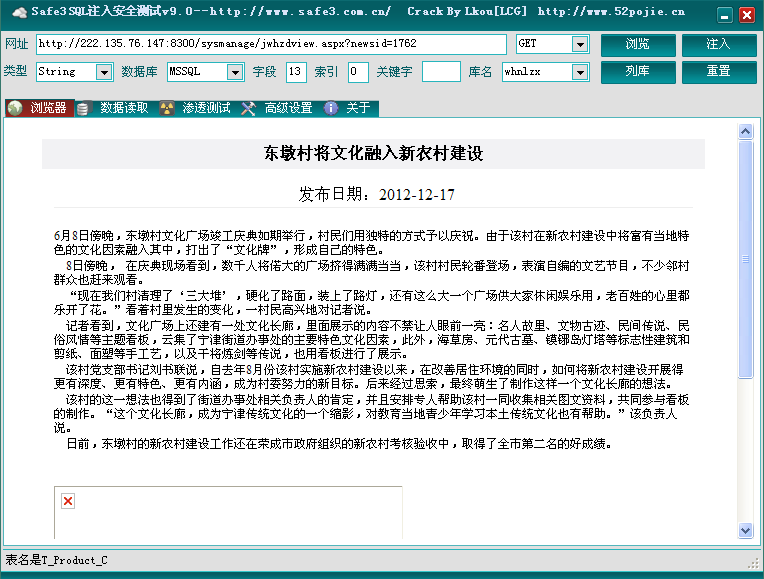 Safe3SQL注入安全测试v9.0--http://www.safe3.com.cn/ Crack By Lkou[LCG] http://www.52pojie.cn
网址 http://222.135.76.147:8300/sysmanage/jwhzdview.aspx?newsid=1762 GET 浏览 注入
类型 String 数据库 MSSQL 字段 13 索引 0 关键字 库名 whnlzx 列库 重置
浏览器 数据读取 渗透测试 高级设置 关于
东墩村将文化融入新农村建设
发布日期：2012-12-17
6月8日傍晚，东墩村文化广场竣工庆典如期举行，村民们用独特的方式予以庆祝。由于该村在新农村建设中将富有当地特
色的文化因素融入其中，打出了“文化牌”，形成自己的特色。
8日傍晚， 在庆典现场看到，数千人将偌大的广场挤得满满当当，该村村民轮番登场，表演自编的文艺节目，不少邻村
群众也赶来观看。
“现在我们村清理了‘三大堆’，硬化了路面，装上了路灯，还有这么大一个广场供大家休闲娱乐用，老百姓的心里都
乐开了花。”看着村里发生的变化，一村民高兴地对记者说。
记者看到，文化广场上还建有一处文化长廊，里面展示的内容不禁让人眼前一亮：名人故里、文物古迹、民间传说、民
俗风情等主题看板，云集了宁津街道办事处的主要特色文化因素，此外，海草房、元代古墓、镆铘岛灯塔等标志性建筑和
剪纸、面塑等手工艺，以及干将炼剑等传说，也用看板进行了展示。
该村党支部书记刘书联说，自去年8月份该村实施新农村建设以来，在改善居住环境的同时，如何将新农村建设开展得
更有深度、更有特色、更有内涵，成为村委努力的新目标。后来经过思索，最终萌生了制作这样一个文化长廊的想法。
该村的这一想法也得到了街道办事处相关负责人的肯定，并且安排专人帮助该村一同收集相关图文资料，共同参与看板
的制作。“这个文化长廊，成为宁津传统文化的一个缩影，对教育当地青少年学习本土传统文化也有帮助。”该负责人
说。
日前，东墩村的新农村建设工作还在荣成市政府组织的新农村考核验收中，取得了全市第二名的好成绩。
表名是T_Product_C